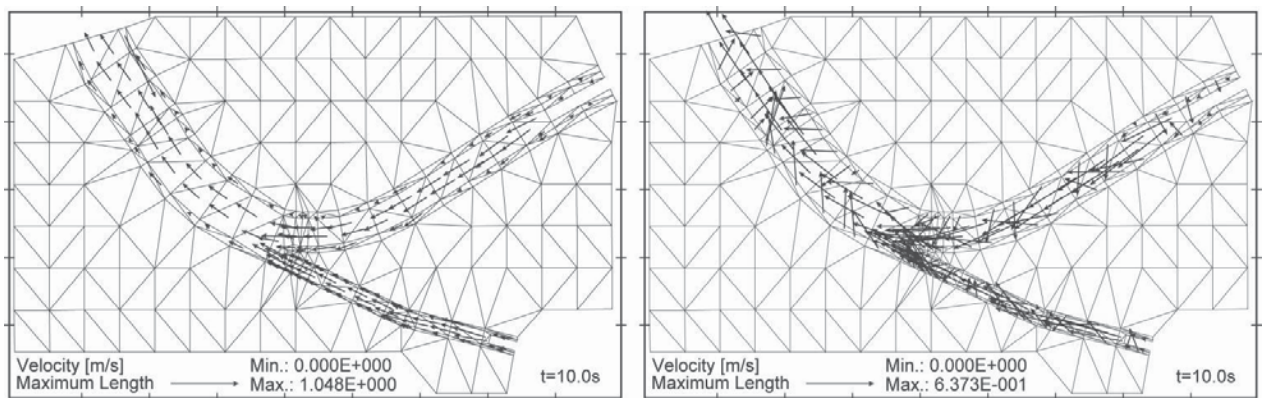 Velocity [m/s] Min.: 0.000E+000
Maximum Length Max.: 1.048E+000 t=10.0s
Velocity [m/s] Min.: 0.000E+000
Maximum Length Max.: 6.373E-001 t=10.0s